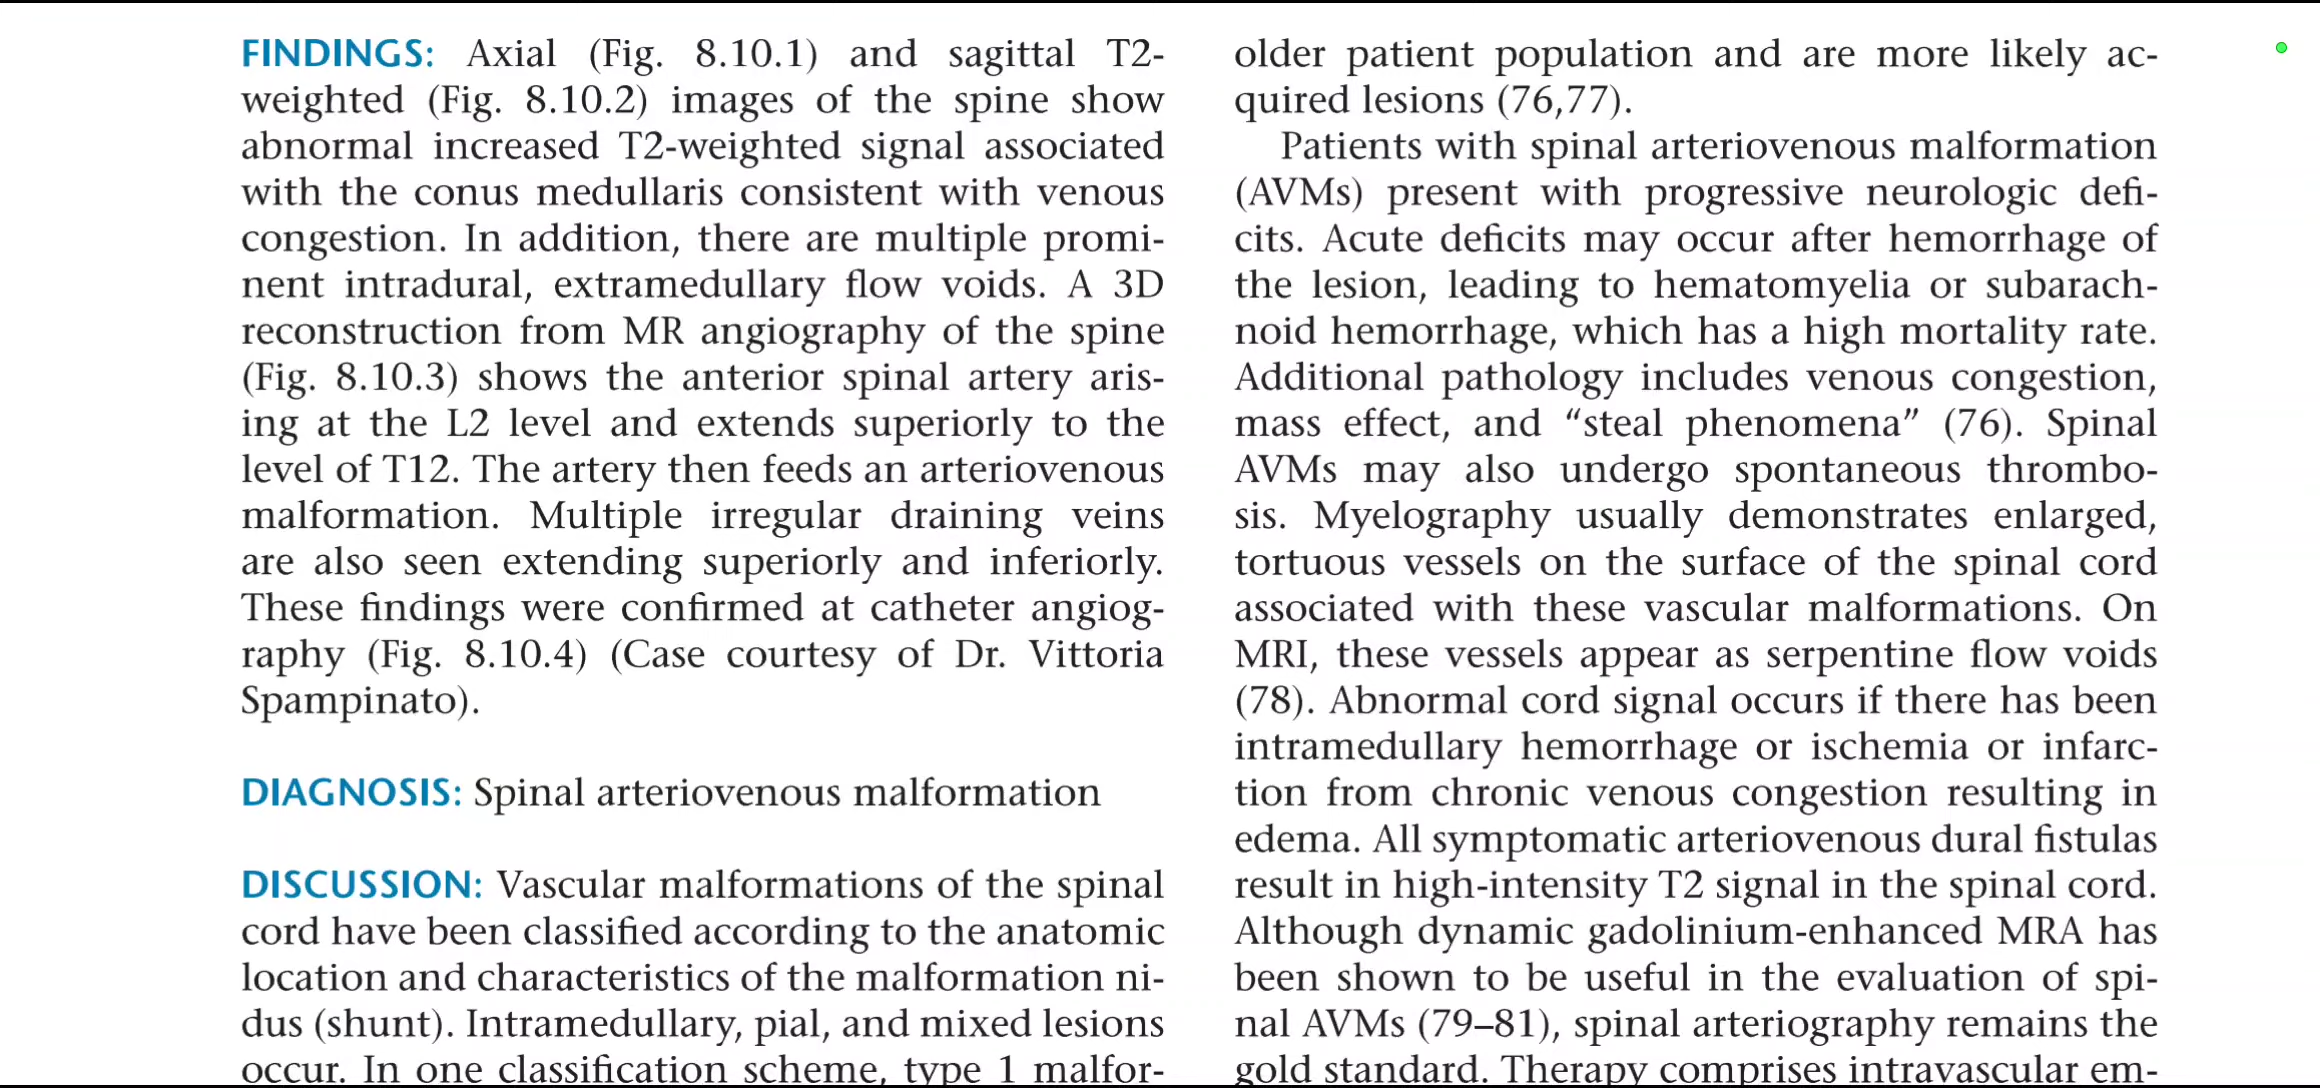 FINDINGS: Axial (Fig. 8.10.1) and sagittal T2-
weighted (Fig. 8.10.2) images of the spine show
abnormal increased T2-weighted signal associated
with the conus medullaris consistent with venous
congestion. In addition, there are multiple promi-
nent intradural, extramedullary flow voids. A 3D
reconstruction from MR angiography of the spine
(Fig. 8.10.3) shows the anterior spinal artery aris-
ing at the L2 level and extends superiorly to the
level of T12. The artery then feeds an arteriovenous
malformation. Multiple irregular draining veins
are also seen extending superiorly and inferiorly.
These findings were confirmed at catheter angiog-
raphy (Fig. 8.10.4) (Case courtesy of Dr. Vittoria
Spampinato).
DIAGNOSIS: Spinal arteriovenous malformation
DISCUSSION: Vascular malformations of the spinal
cord have been classified according to the anatomic
location and characteristics of the malformation ni-
dus (shunt). Intramedullary, pial, and mixed lesions
occur. In one classification scheme, type 1 malfor-
older patient population and are more likely ac-
quired lesions (76,77).
Patients with spinal arteriovenous malformation
(AVMs) present with progressive neurologic defi-
cits. Acute deficits may occur after hemorrhage of
the lesion, leading to hematomyelia or subarach-
noid hemorrhage, which has a high mortality rate.
Additional pathology includes venous congestion,
mass effect, and “steal phenomena” (76). Spinal
AVMs may also undergo spontaneous thrombo-
sis. Myelography usually demonstrates enlarged,
tortuous vessels on the surface of the spinal cord
associated with these vascular malformations. On
MRI, these vessels appear as serpentine flow voids
(78). Abnormal cord signal occurs if there has been
intramedullary hemorrhage or ischemia or infarc-
tion from chronic venous congestion resulting in
edema. All symptomatic arteriovenous dural fistulas
result in high-intensity T2 signal in the spinal cord.
Although dynamic gadolinium-enhanced MRA has
been shown to be useful in the evaluation of spi-
nal AVMs (79–81), spinal arteriography remains the
gold standard. Therapy comprises intravascular em-